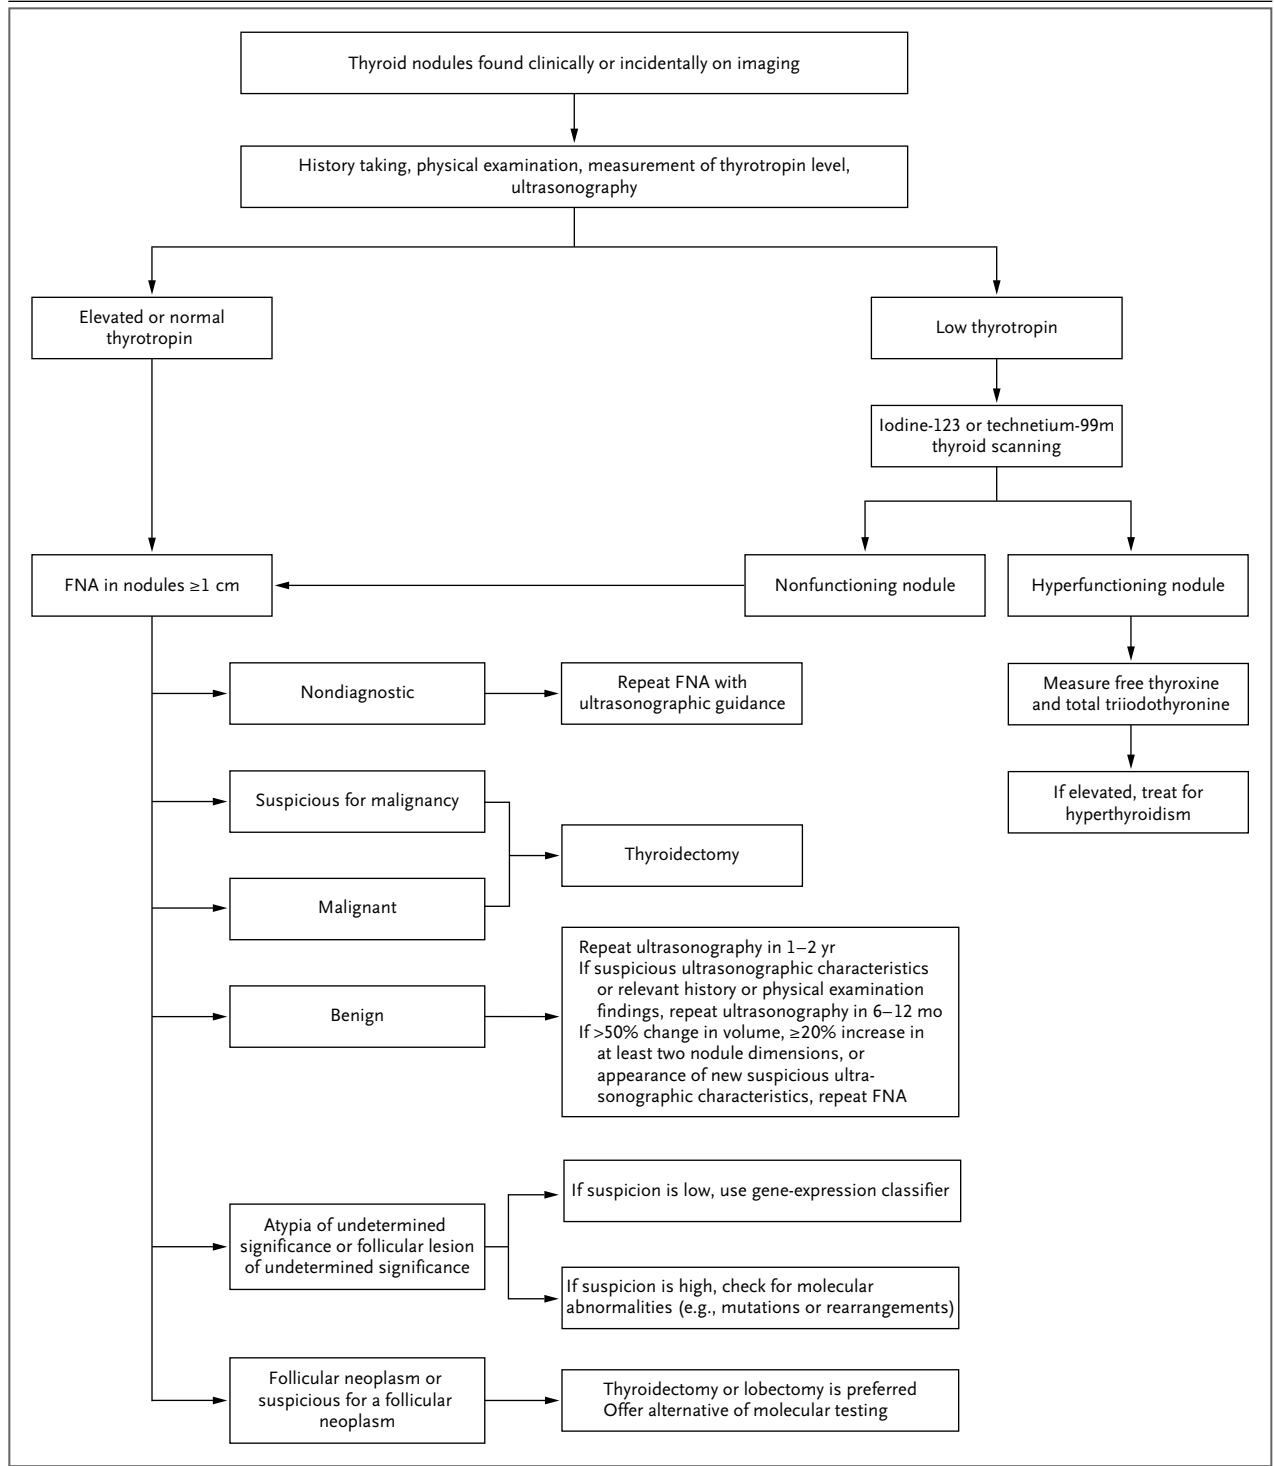 Thyroid nodules found clinically or incidentally on imaging
History taking, physical examination, measurement of thyrotropin level,
ultrasonography
Elevated or normal
thyrotropin
Low thyrotropin
Iodine-123 or technetium-99m
thyroid scanning
FNA in nodules ≥1 cm
Nonfunctioning nodule
Hyperfunctioning nodule
Nondiagnostic
Repeat FNA with
ultrasonographic guidance
Measure free thyroxine
and total triiodothyronine
Suspicious for malignancy
If elevated, treat for
hyperthyroidism
Thyroidectomy
Malignant
Benign
Repeat ultrasonography in 1–2 yr
If suspicious ultrasonographic characteristics
or relevant history or physical examination
findings, repeat ultrasonography in 6–12 mo
If >50% change in volume, ≥20% increase in
at least two nodule dimensions, or
appearance of new suspicious ultra-
sonographic characteristics, repeat FNA
Atypia of undetermined
significance or follicular lesion
of undetermined significance
If suspicion is low, use gene-expression classifier
If suspicion is high, check for molecular
abnormalities (e.g., mutations or rearrangements)
Follicular neoplasm or
suspicious for a follicular
neoplasm
Thyroidectomy or lobectomy is preferred
Offer alternative of molecular testing